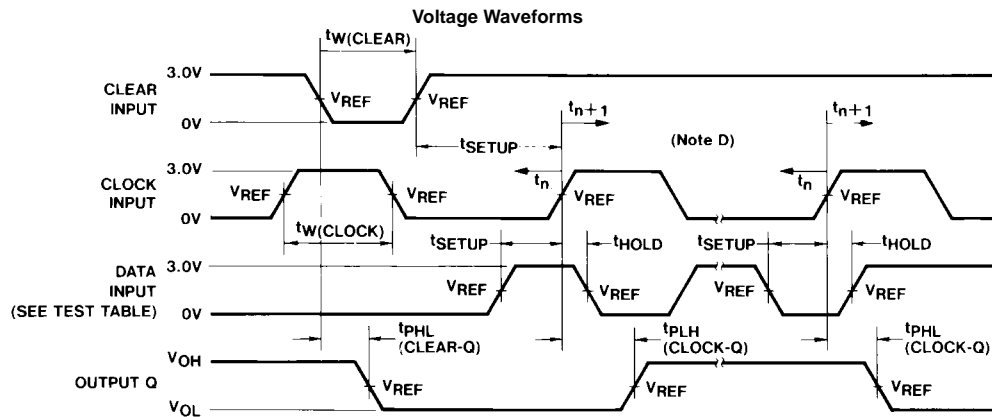 Voltage Waveforms
tW(CLEAR)
3.0V
CLEAR
INPUT
VREF
VREF
0V
tn+1
tn+1
tSETUP
(Note D)
3.0V
CLOCK
INPUT
tn
tn
VREF
VREF
VREF
VREF
0V
tW(CLOCK)
tSETUP
tHOLD
tSETUP
tHOLD
3.0V
DATA
INPUT
(SEE TEST TABLE)
VREF
VREF
VREF
VREF
0V
tPHL
(CLEAR-Q)
tPLH
(CLOCK-Q)
tPHL
(CLOCK-Q)
VOH
OUTPUT Q
VREF
VREF
VREF
VOL